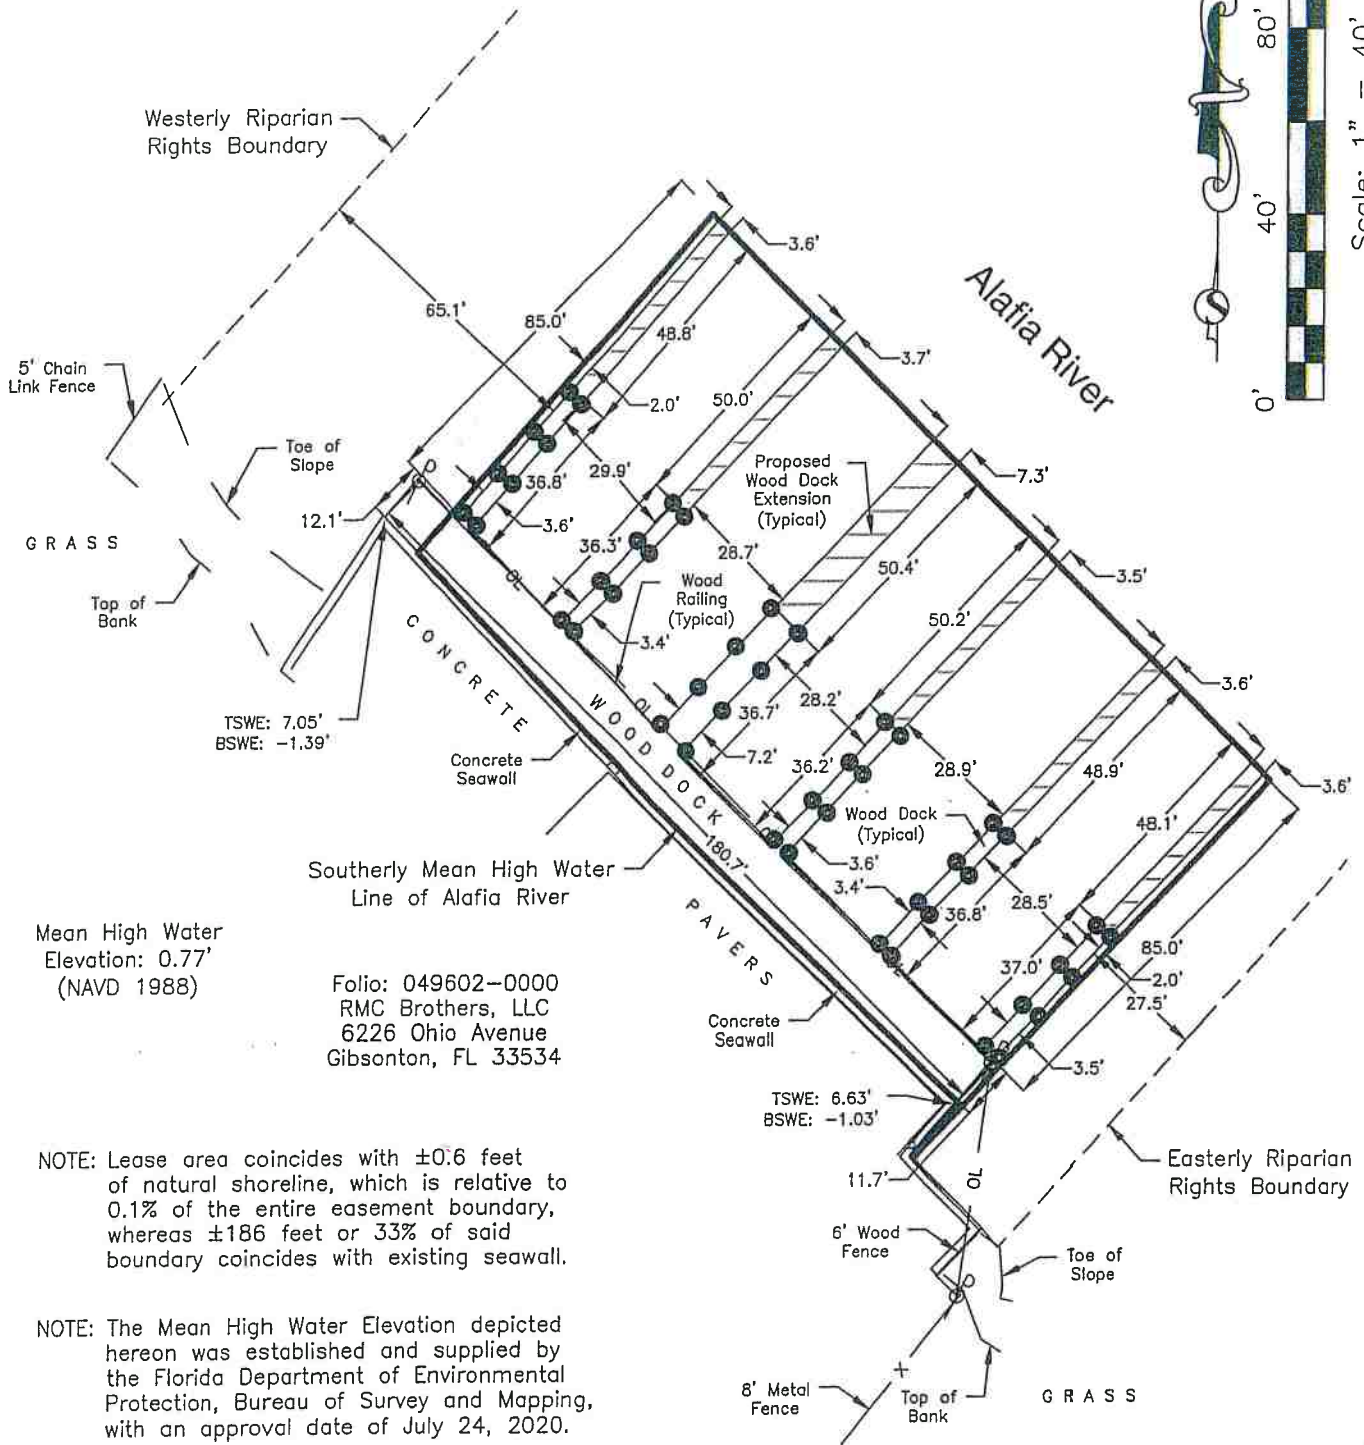 80'
40'
0'
Scale: 1" = 40'
Westerly Riparian
Rights Boundary
Alafia River
3.6'
65.1'
85.0'
48.8'
3.7'
5' Chain
Link Fence
2.0'
50.0'
Toe of
Slope
Proposed
Wood Dock
Extension
(Typical)
7.3'
29.9'
36.8'
12.1'
3.6'
GRASS
36.3'
28.7'
50.4'
3.5'
Top of
Bank
OL
Wood
Railing
(Typical)
3.4'
50.2'
CONCRETE
WOOD DOCK
OL
28.2'
3.6'
36.7'
TSWE: 7.05'
BSWE: -1.39'
7.2'
Concrete
Seawall
36.2'
28.9'
48.9'
3.6'
Wood Dock
(Typical)
48.1'
180.7'
3.6'
Southerly Mean High Water
Line of Alafia River
3.4'
28.5'
36.8'
PAVERS
Mean High Water
Elevation: 0.77'
(NAVD 1988)
85.0'
37.0'
2.0'
27.5'
Folio: 049602-0000
RMC Brothers, LLC
6226 Ohio Avenue
Gibsonton, FL 33534
Concrete
Seawall
3.5'
TSWE: 6.63'
BSWE: -1.03'
NOTE: Lease area coincides with ±0.6 feet
of natural shoreline, which is relative to
0.1% of the entire easement boundary,
whereas ±186 feet or 33% of said
boundary coincides with existing seawall.
Easterly Riparian
Rights Boundary
11.7'
OL
6' Wood
Fence
Toe of
Slope
NOTE: The Mean High Water Elevation depicted
hereon was established and supplied by
the Florida Department of Environmental
Protection, Bureau of Survey and Mapping,
with an approval date of July 24, 2020.
8' Metal
Fence
Top of
Bank
GRASS